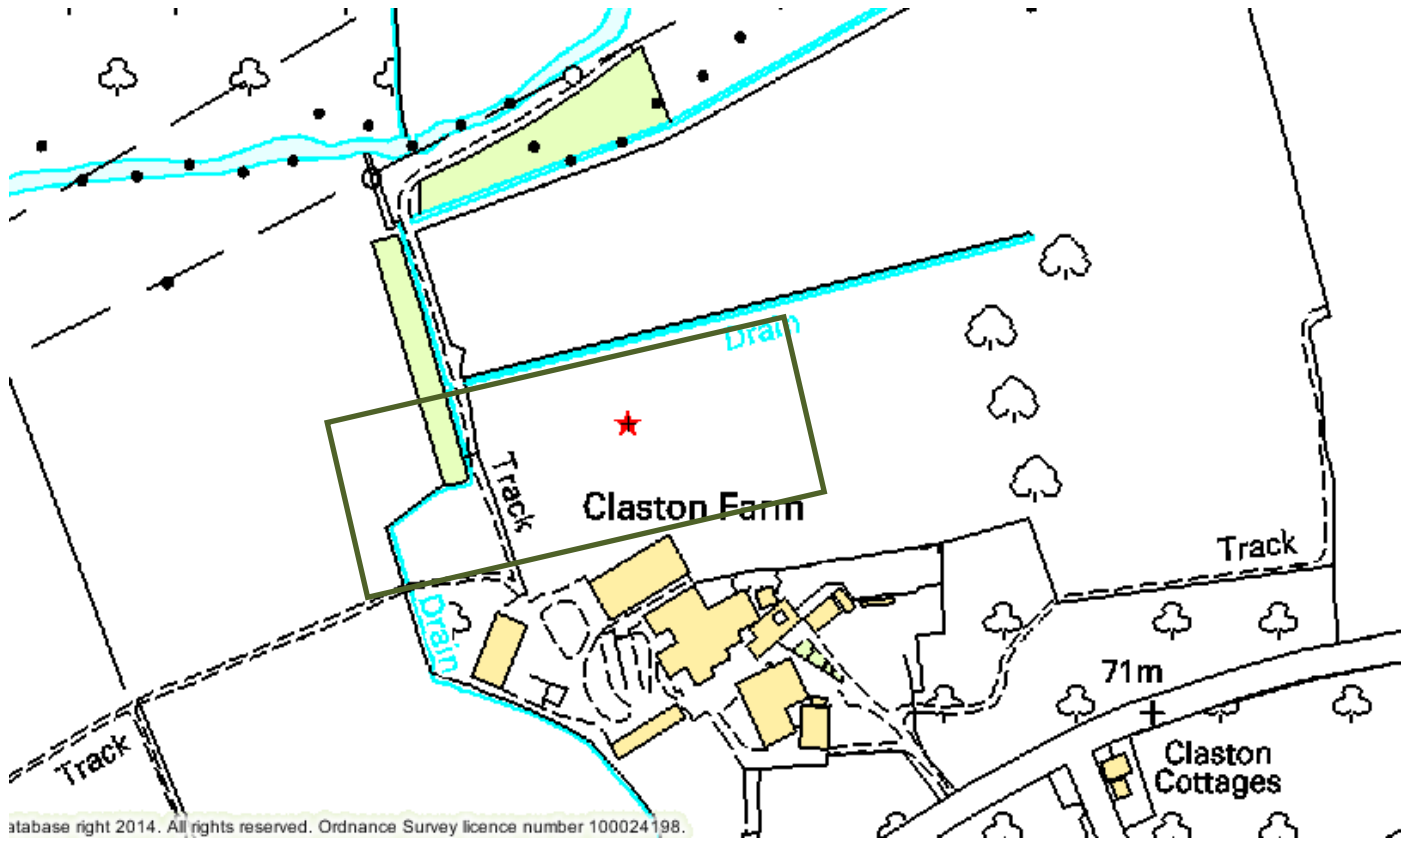 Drain
Track
Claston Farm
Track
Drain
71m
Track
Claston
Cottages
atabase right 2014. All rights reserved. Ordnance Survey licence number 100024198.